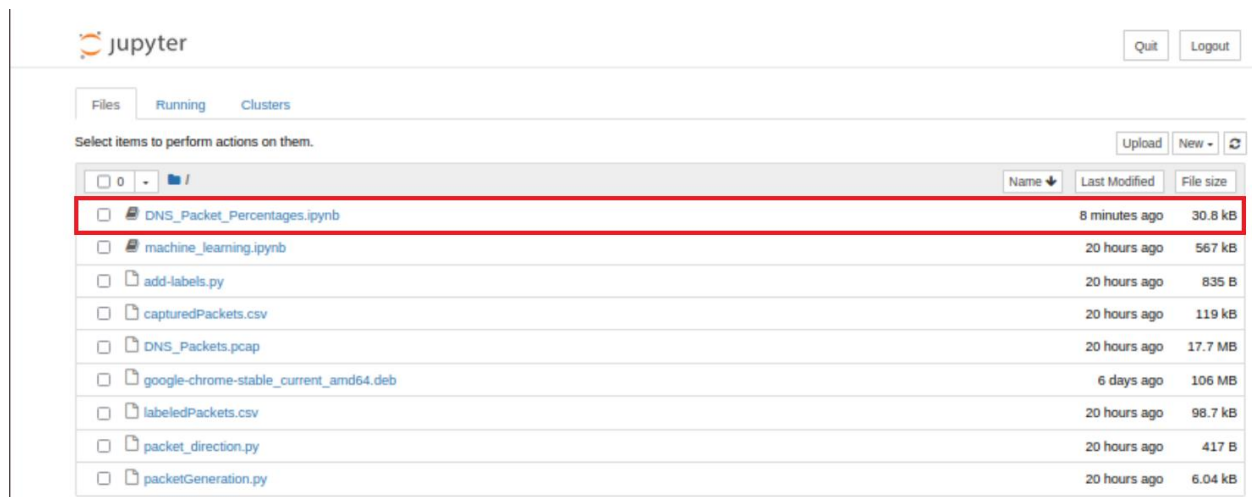 jupyter
Quit Logout
Files Running Clusters
Select items to perform actions on them.
Upload New
0 / Name Last Modified File size
DNS_Packet_Percentages.ipynb 8 minutes ago 30.8 kB
machine_learning.ipynb 20 hours ago 567 kB
add-labels.py 20 hours ago 835 B
capturedPackets.csv 20 hours ago 119 kB
DNS_Packets.pcap 20 hours ago 17.7 MB
google-chrome-stable_current_amd64.deb 6 days ago 106 MB
labeledPackets.csv 20 hours ago 98.7 kB
packet_direction.py 20 hours ago 417 B
packetGeneration.py 20 hours ago 6.04 kB